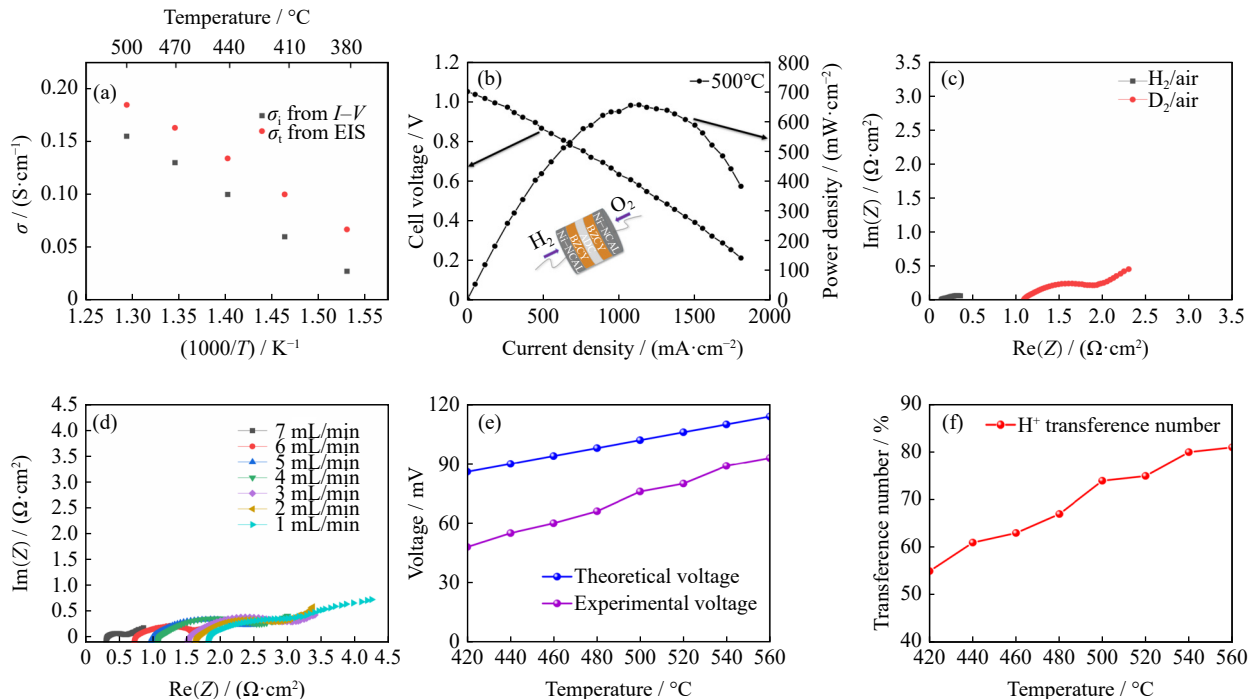 Temperature / °C
500 470 440 410 380
(a)
σi from I–V
σt from EIS
0.20
0.15
0.10
0.05
0
σ / (S·cm⁻¹)
1.25 1.30 1.35 1.40 1.45 1.50 1.55
(1000/T) / K⁻¹
(b)
500℃
1.2
1.0
0.8
0.6
0.4
0.2
0
Cell voltage / V
800
700
600
500
400
300
200
100
0
Power density / (mW·cm⁻²)
H₂
O₂
Ni–NCAL
BZCY
ABC
BZCY
Ni–NCAL
0 500 1000 1500 2000
Current density / (mA·cm⁻²)
(c)
H₂/air
D₂/air
3.5
3.0
2.5
2.0
1.5
1.0
0.5
0
Im(Z) / (Ω·cm²)
0 0.5 1.0 1.5 2.0 2.5 3.0 3.5
Re(Z) / (Ω·cm²)
(d)
7 mL/min
6 mL/min
5 mL/min
4 mL/min
3 mL/min
2 mL/min
1 mL/min
4.5
4.0
3.5
3.0
2.5
2.0
1.5
1.0
0.5
0
Im(Z) / (Ω·cm²)
0 0.5 1.0 1.5 2.0 2.5 3.0 3.5 4.0 4.5
Re(Z) / (Ω·cm²)
(e)
120
90
60
30
0
Voltage / mV
Theoretical voltage
Experimental voltage
420 440 460 480 500 520 540 560
Temperature / °C
(f)
H⁺ transference number
90
80
70
60
50
40
Transference number / %
420 440 460 480 500 520 540 560
Temperature / °C